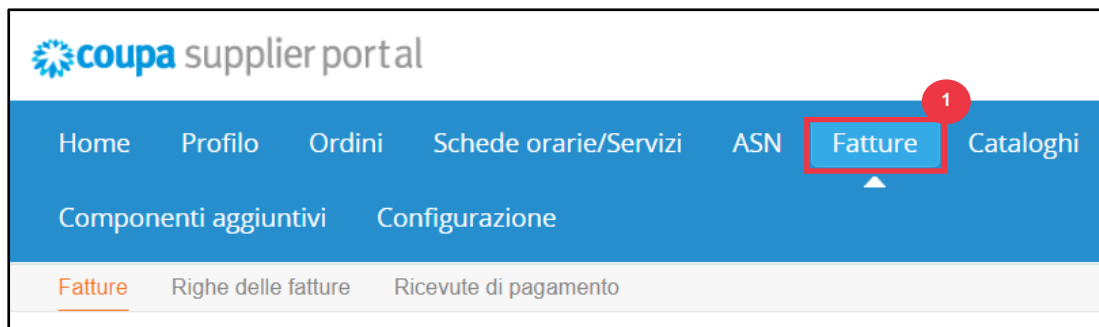 coupa supplier portal
1
Home Profilo Ordini Schede orarie/Servizi ASN Fatture Cataloghi
Componenti aggiuntivi Configurazione
Fatture Righe delle fatture Ricevute di pagamento